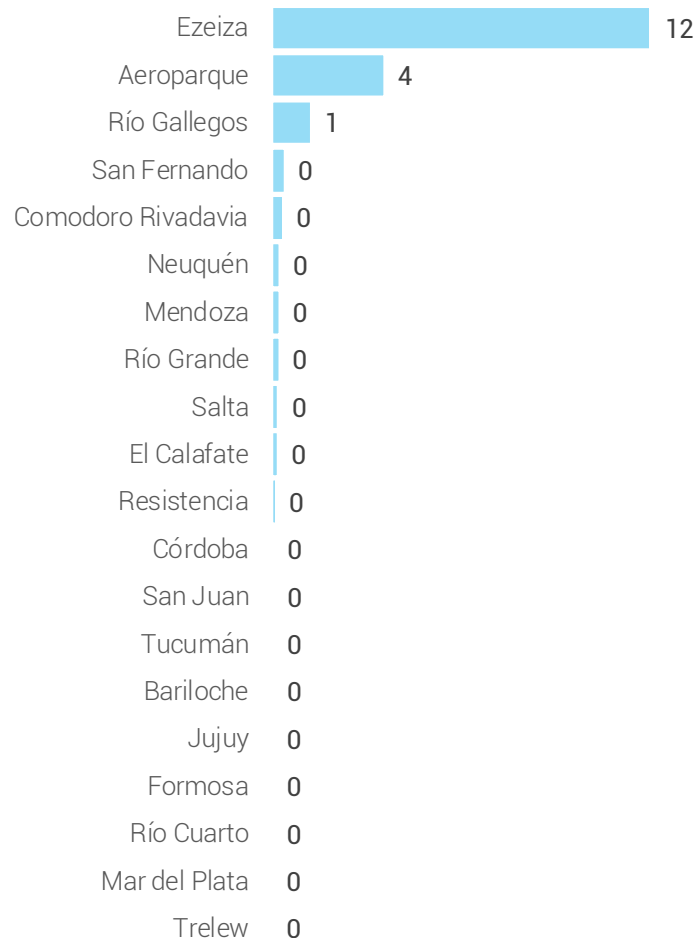 Ezeiza 12
Aeroparque 4
Río Gallegos 1
San Fernando 0
Comodoro Rivadavia 0
Neuquén 0
Mendoza 0
Río Grande 0
Salta 0
El Calafate 0
Resistencia 0
Córdoba 0
San Juan 0
Tucumán 0
Bariloche 0
Jujuy 0
Formosa 0
Río Cuarto 0
Mar del Plata 0
Trelew 0